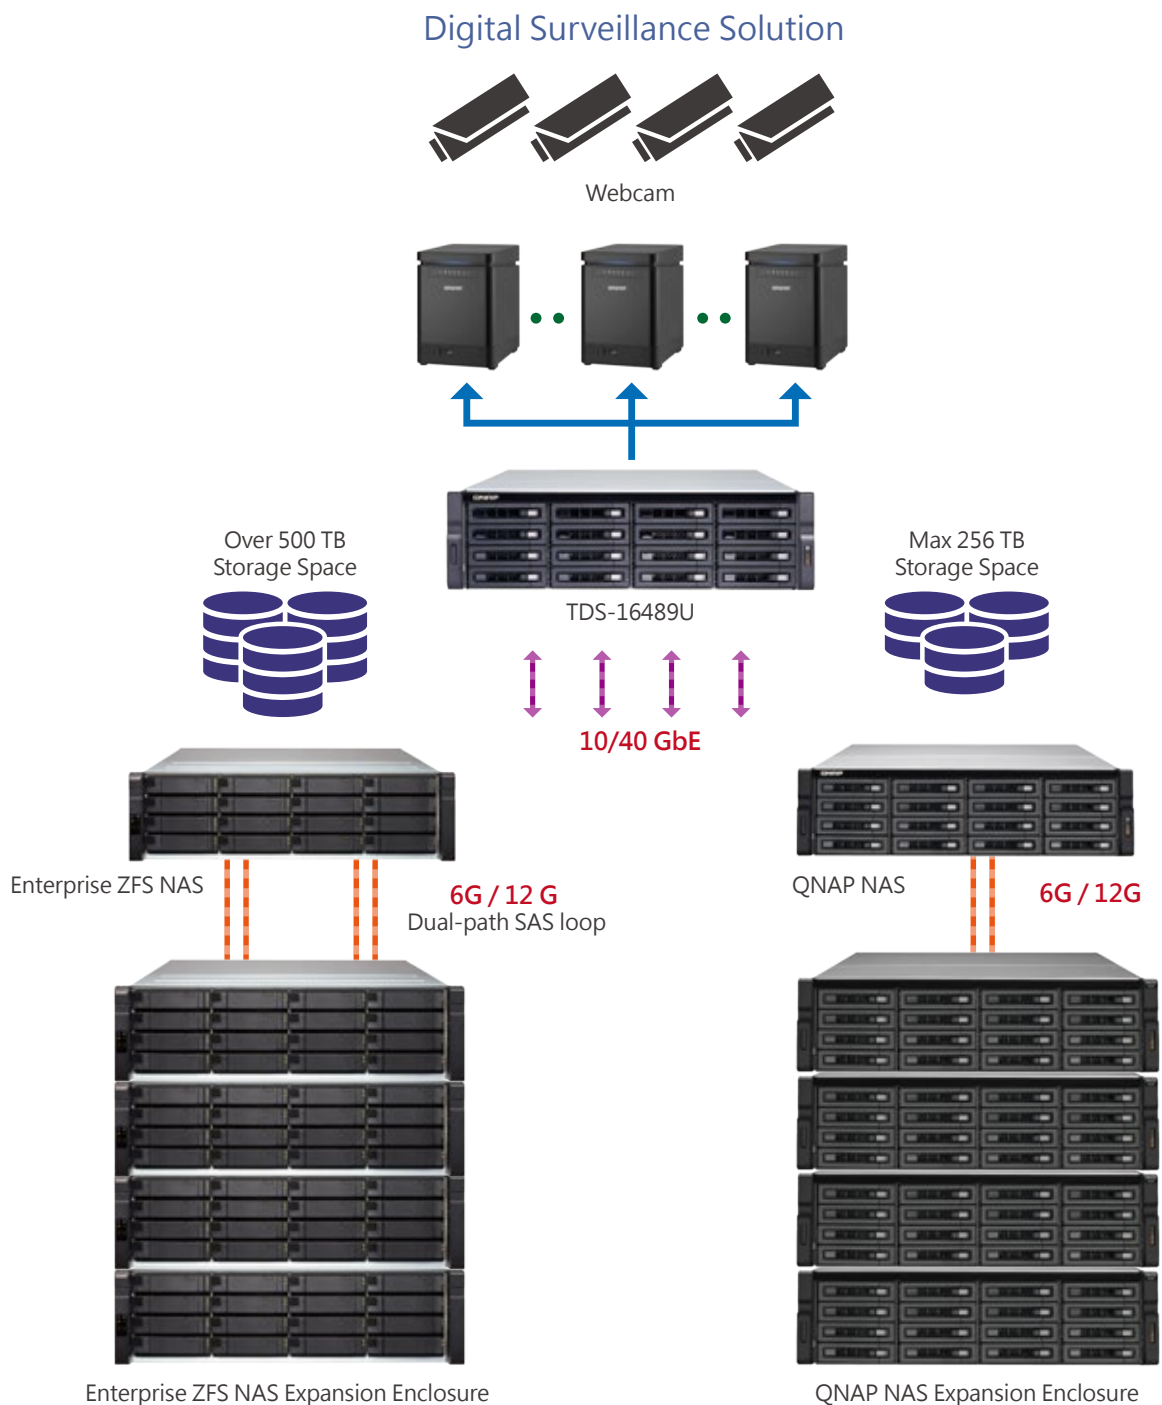 Digital Surveillance Solution
Webcam
QNAP
Over 500 TB
Storage Space
Max 256 TB
Storage Space
TDS-16489U
10/40 GbE
QNAP
Enterprise ZFS NAS
6G / 12 G
Dual-path SAS loop
QNAP NAS
6G / 12G
Enterprise ZFS NAS Expansion Enclosure
QNAP NAS Expansion Enclosure